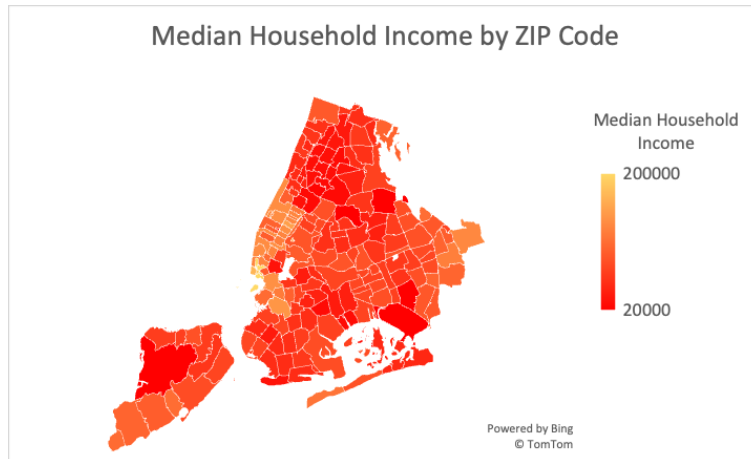 Median Household Income by ZIP Code
Median Household
Income
200000
20000
Powered by Bing
© TomTom